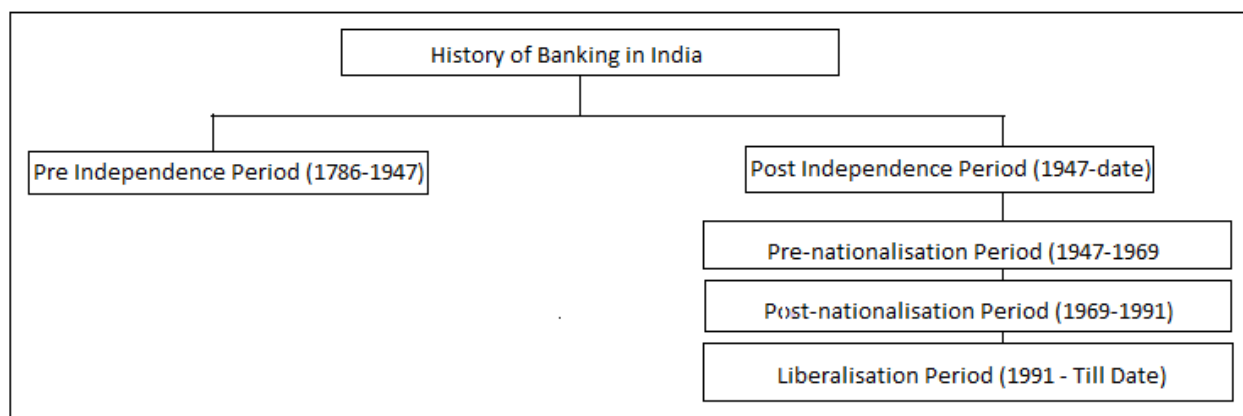 History of Banking in India
Pre Independence Period (1786-1947)
Post Independence Period (1947-date)
Pre-nationalisation Period (1947-1969
Post-nationalisation Period (1969-1991)
Liberalisation Period (1991 - Till Date)